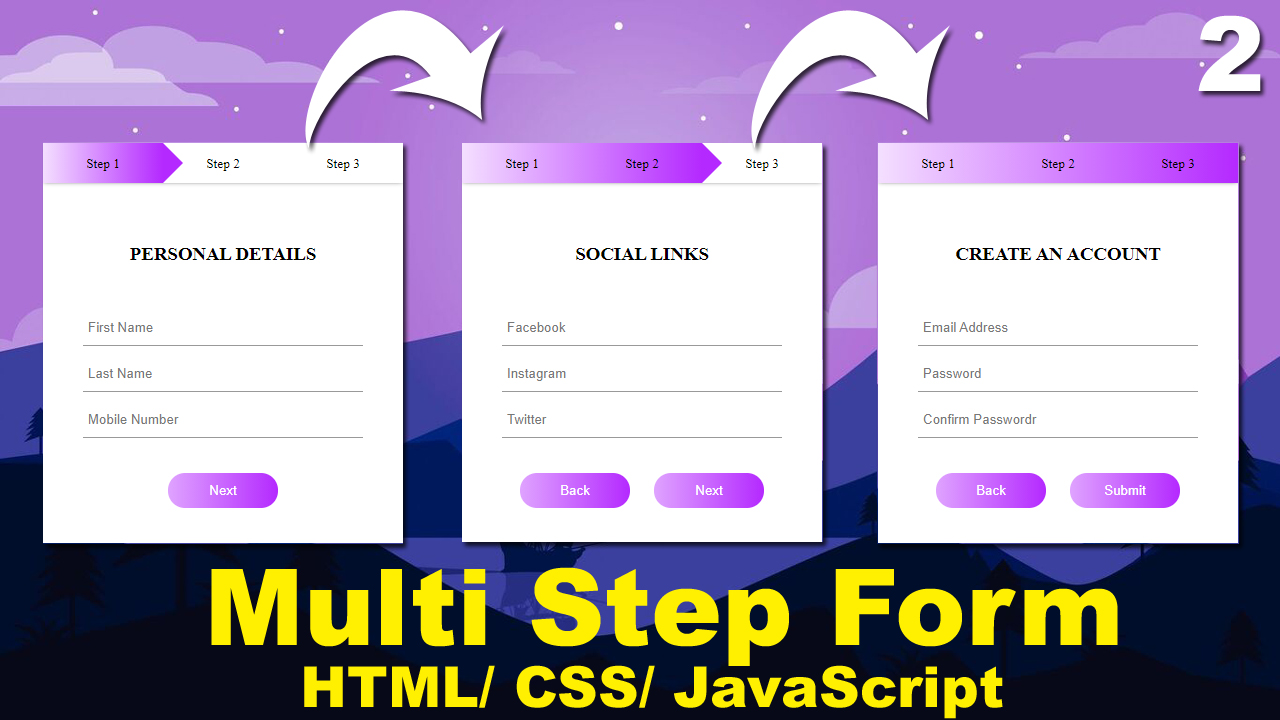 2
Step 1 Step 2 Step 3
PERSONAL DETAILS
First Name
Last Name
Mobile Number
Next
Step 1 Step 2 Step 3
SOCIAL LINKS
Facebook
Instagram
Twitter
Back Next
Step 1 Step 2 Step 3
CREATE AN ACCOUNT
Email Address
Password
Confirm Passwordr
Back Submit
Multi Step Form
HTML/ CSS/ JavaScript